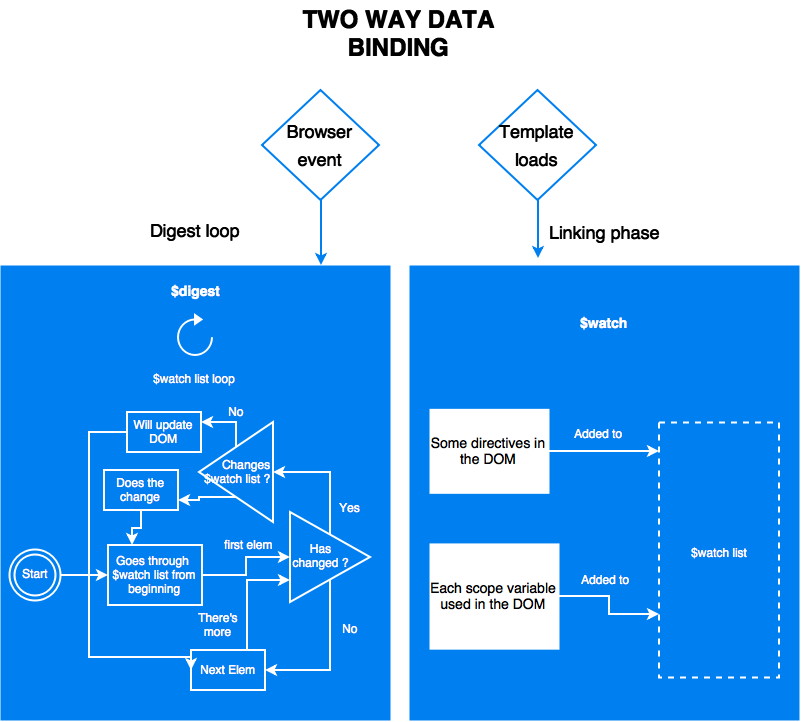 TWO WAY DATA
BINDING
Browser
event
Template
loads
Digest loop
Linking phase
$digest
$watch list loop
No
Will update
DOM
Changes
$watch list ?
Does the
change
Yes
first elem
Has
changed ?
Start
Goes through
$watch list from
beginning
There's
more
No
Next Elem
$watch
Some directives in
the DOM
Added to
$watch list
Each scope variable
used in the DOM
Added to